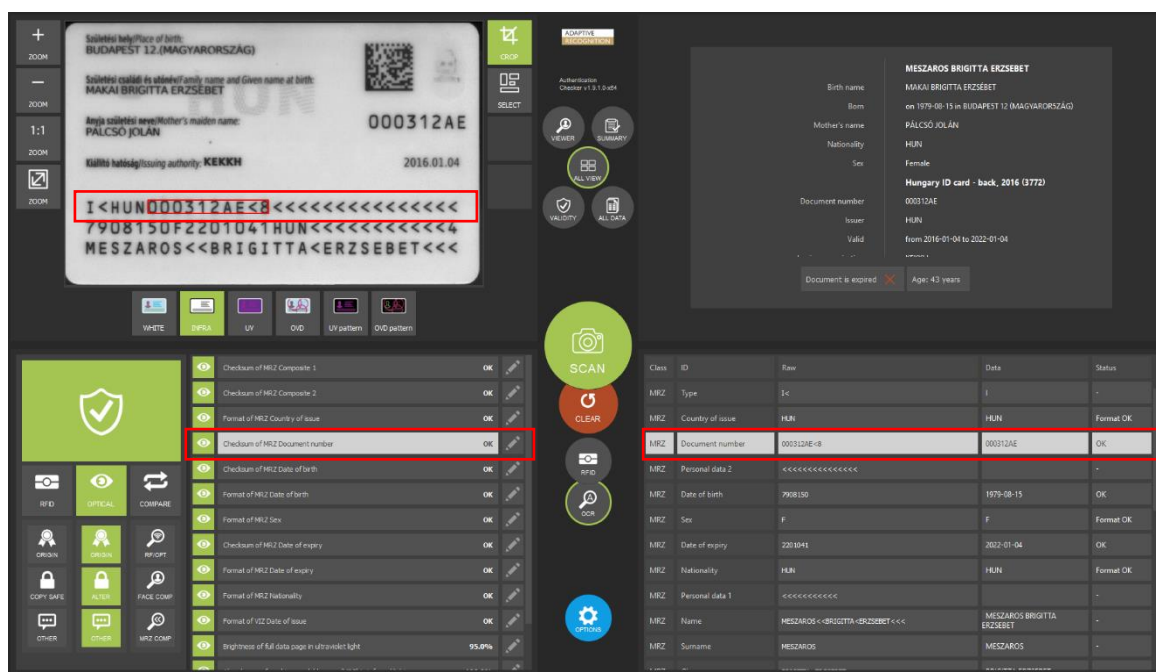 ZOOM
ZOOM
1:1
ZOOM
ZOOM
Születési hely/Place of birth:
BUDAPEST 12.(MAGYARORSZÁG)
Születési családi és utónév/Family name and Given name at birth:
MAKAI BRIGITTA ERZSÉBET
HUN
Anyja születési neve/Mother's maiden name:
PÁLCSÓ JOLÁN
000312AE
Kiállító hatóság/Issuing authority: KEKKH
2016.01.04
I<HUN000312AE<8<<<<<<<<<<<<<<<
7908150F2201041HUN<<<<<<<<<<<4
MESZAROS<<BRIGITTA<ERZSEBET<<<
CROP
SELECT
WHITE
INFRA
UV
OVD
UV pattern
OVD pattern
ADAPTIVE
RECOGNITION
Authentication
Checker v1.9.1.0 x64
VIEWER
SUMMARY
ALL VIEW
VALIDITY
ALL DATA
MESZAROS BRIGITTA ERZSEBET
Birth name MAKAI BRIGITTA ERZSÉBET
Born on 1979-08-15 in BUDAPEST 12 (MAGYARORSZÁG)
Mother's name PÁLCSÓ JOLÁN
Nationality HUN
Sex Female
Hungary ID card - back, 2016 (3772)
Document number 000312AE
Issuer HUN
Valid from 2016-01-04 to 2022-01-04
Document is expired
Age: 43 years
RFID
OPTICAL
COMPARE
ORIGIN
ORIGIN
RF/OPT
COPY SAFE
ALTER
FACE COMP
OTHER
OTHER
MRZ COMP
Checksum of MRZ Composite 1 OK
Checksum of MRZ Composite 2 OK
Format of MRZ Country of issue OK
Checksum of MRZ Document number OK
Checksum of MRZ Date of birth OK
Format of MRZ Date of birth OK
Format of MRZ Sex OK
Checksum of MRZ Date of expiry OK
Format of MRZ Date of expiry OK
Format of MRZ Nationality OK
Format of VIZ Date of issue OK
Brightness of full data page in ultraviolet light 95.0%
SCAN
CLEAR
RFID
OCR
OPTIONS
Class ID Raw Data Status
MRZ Type I< I -
MRZ Country of issue HUN HUN Format OK
MRZ Document number 000312AE<8 000312AE OK
MRZ Personal data 2 <<<<<<<<<<<<<<< -
MRZ Date of birth 7908150 1979-08-15 OK
MRZ Sex F F Format OK
MRZ Date of expiry 2201041 2022-01-04 OK
MRZ Nationality HUN HUN Format OK
MRZ Personal data 1 <<<<<<<<<<< -
MRZ Name MESZAROS<<BRIGITTA<ERZSEBET<<< MESZAROS BRIGITTA ERZSEBET -
MRZ Surname MESZAROS MESZAROS -